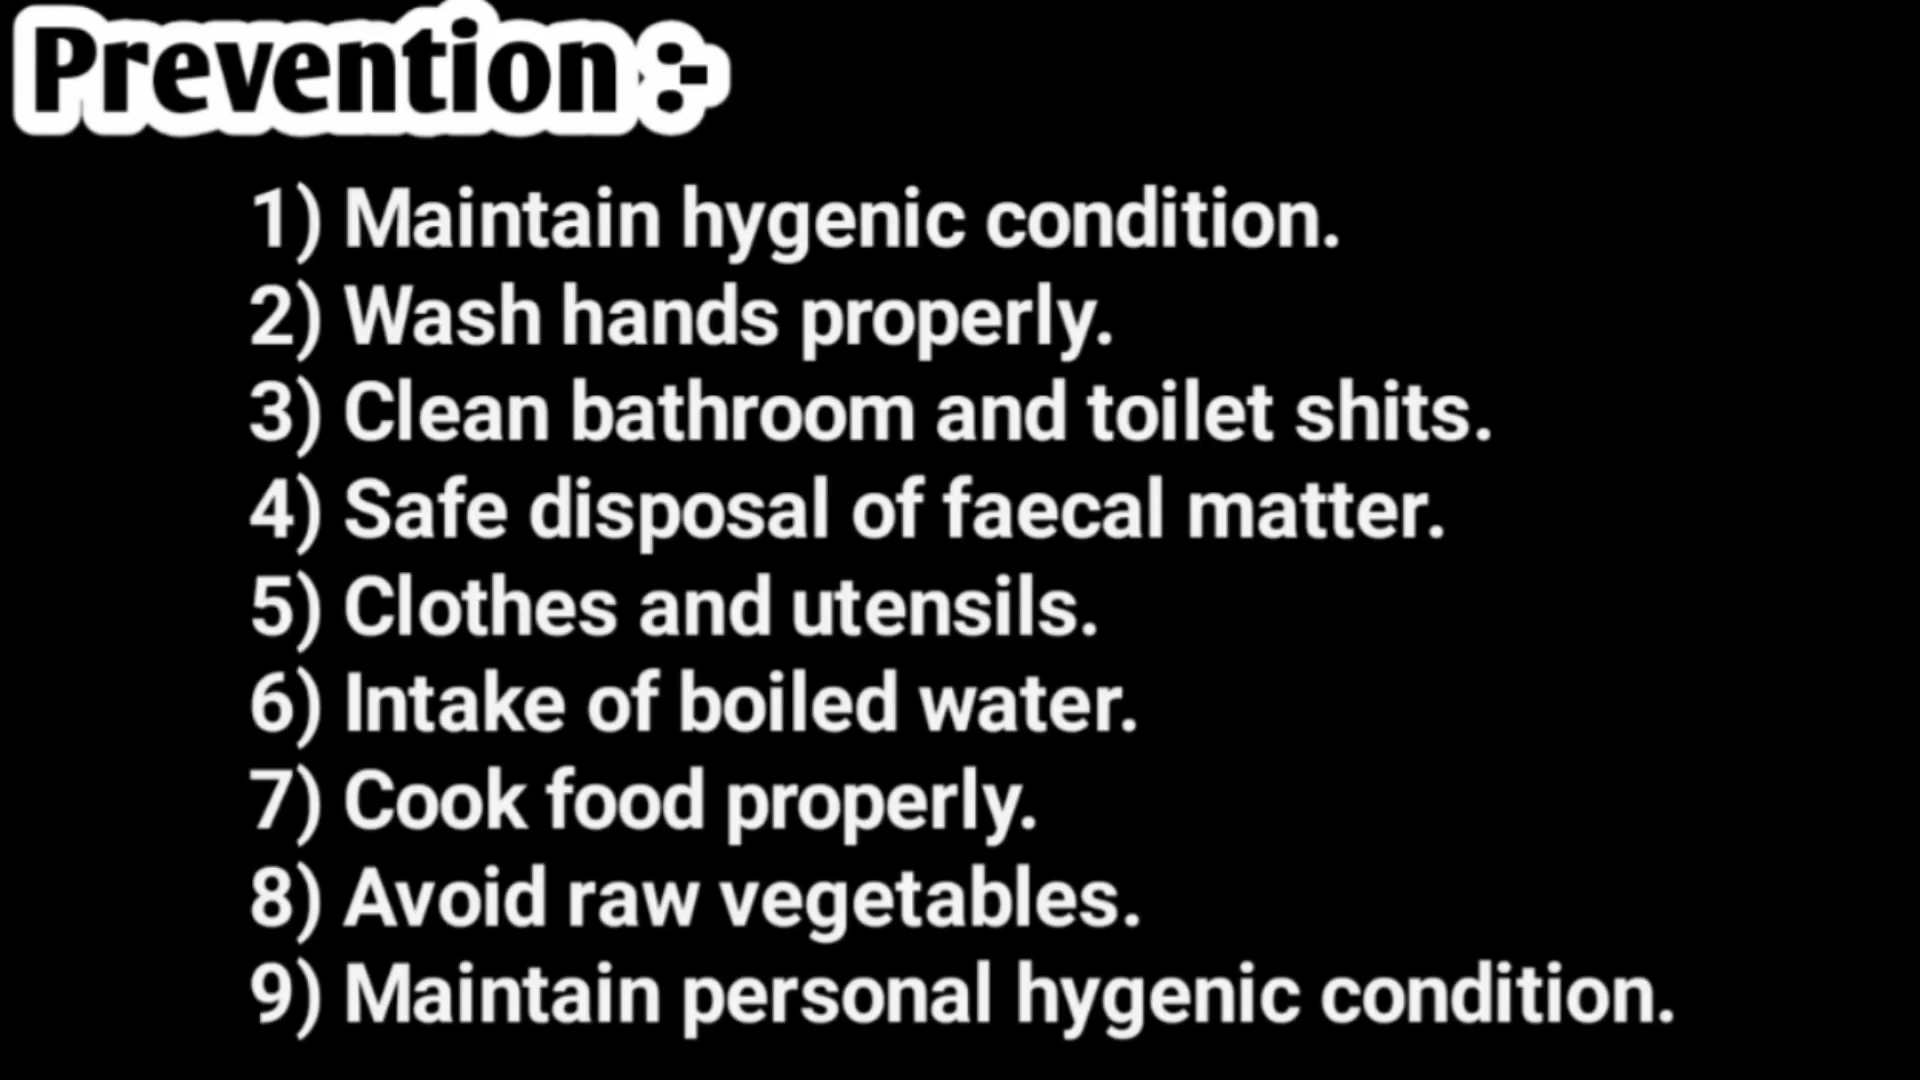 Prevention :-
1) Maintain hygenic condition.
2) Wash hands properly.
3) Clean bathroom and toilet shits.
4) Safe disposal of faecal matter.
5) Clothes and utensils.
6) Intake of boiled water.
7) Cook food properly.
8) Avoid raw vegetables.
9) Maintain personal hygenic condition.